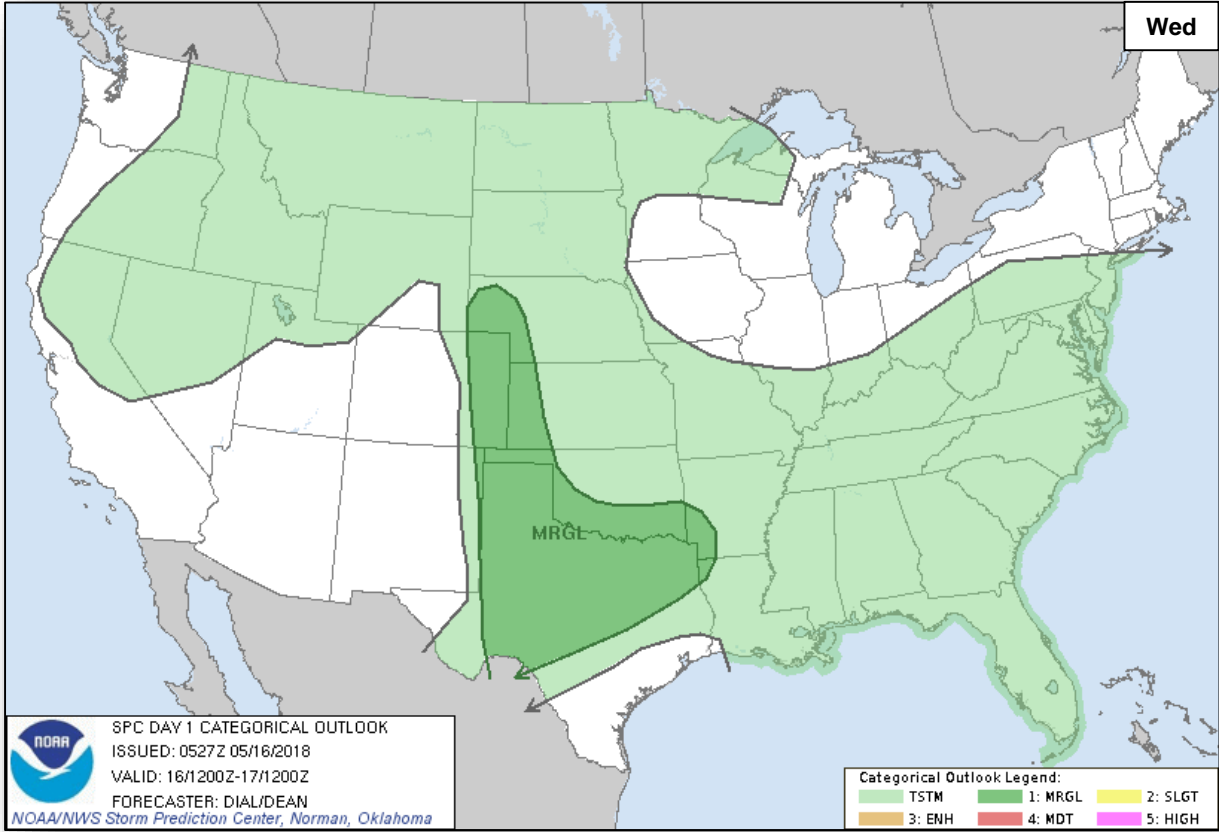 Wed
MRGL
NOAA
SPC DAY 1 CATEGORICAL OUTLOOK
ISSUED: 0527Z 05/16/2018
VALID: 16/1200Z-17/1200Z
FORECASTER: DIAL/DEAN
NOAA/NWS Storm Prediction Center, Norman, Oklahoma
Categorical Outlook Legend:
TSTM 1: MRGL 2: SLGT
3: ENH 4: MDT 5: HIGH